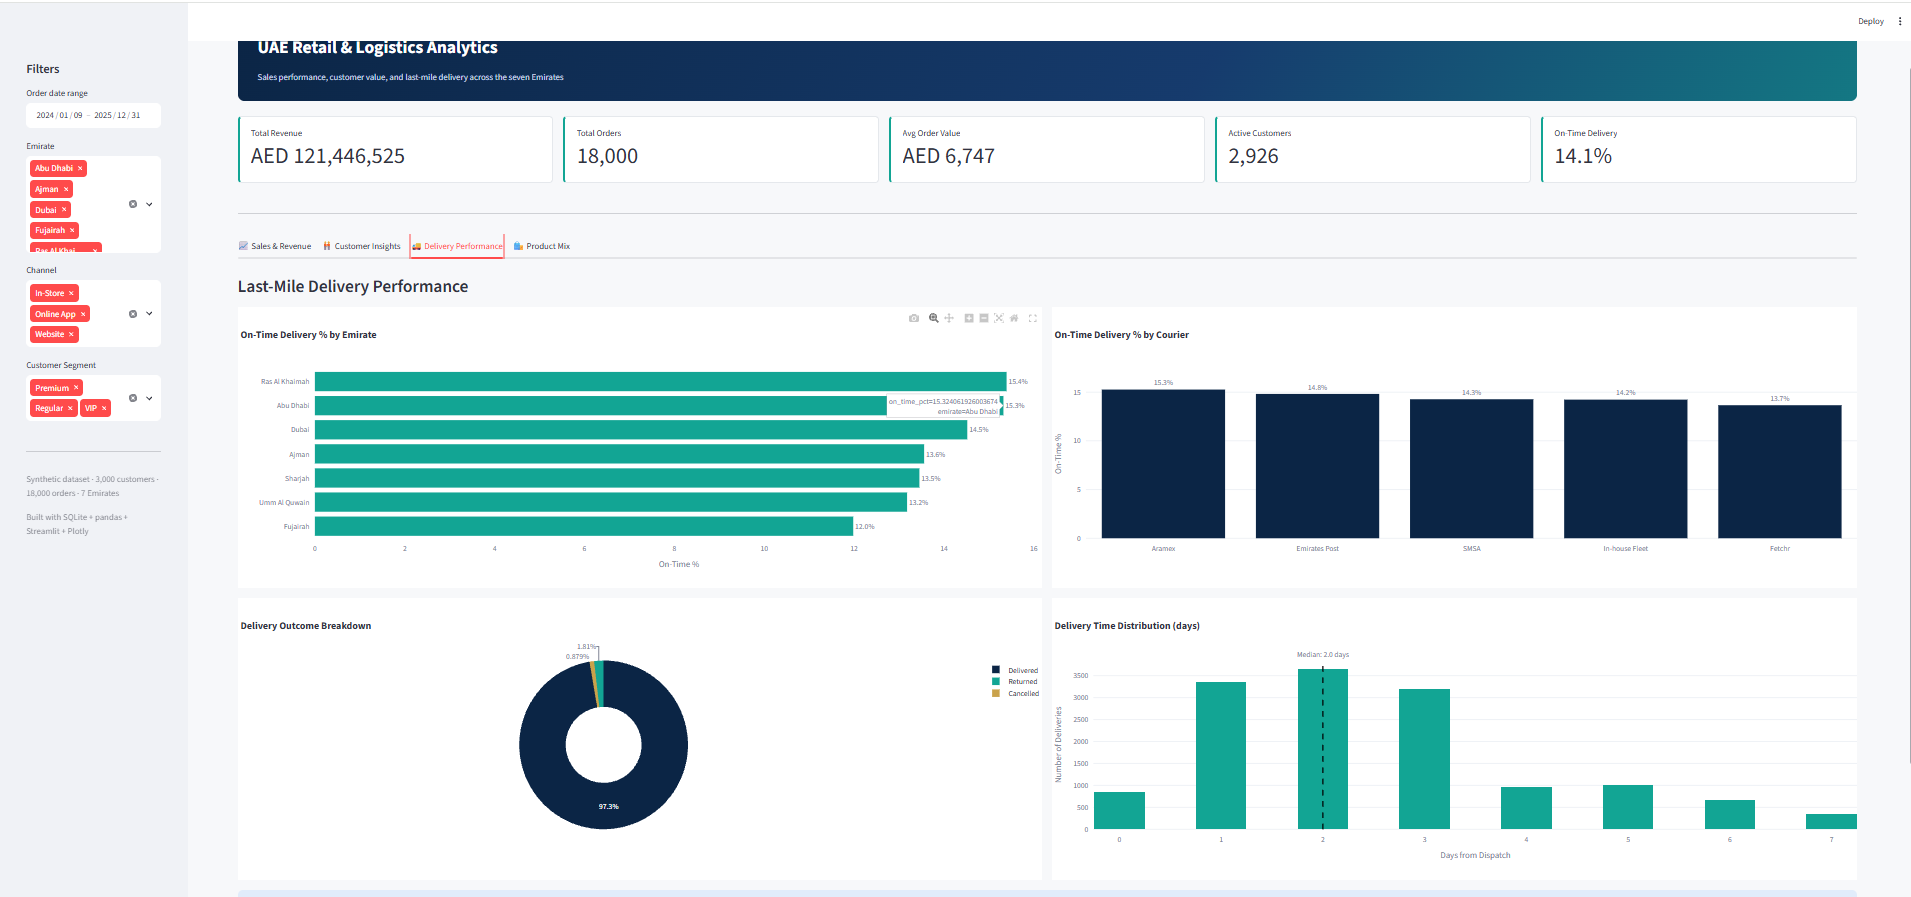 Deploy
Filters
Order date range
2024/01/09 - 2025/12/31
Emirate
Abu Dhabi ×
Ajman ×
Dubai ×
Fujairah ×
Ras Al Khai... ×
Channel
In-Store ×
Online App ×
Website ×
Customer Segment
Premium ×
Regular × VIP ×
Synthetic dataset · 3,000 customers ·
18,000 orders · 7 Emirates
Built with SQLite + pandas +
Streamlit + Plotly
UAE Retail & Logistics Analytics
Sales performance, customer value, and last-mile delivery across the seven Emirates
Total Revenue
AED 121,446,525
Total Orders
18,000
Avg Order Value
AED 6,747
Active Customers
2,926
On-Time Delivery
14.1%
Sales & Revenue
Customer Insights
Delivery Performance
Product Mix
Last-Mile Delivery Performance
On-Time Delivery % by Emirate
Ras Al Khaimah 15.4%
Abu Dhabi 15.3%
on_time_pct=15.324061926003674
emirate=Abu Dhabi
Dubai 14.5%
Ajman 13.6%
Sharjah 13.5%
Umm Al Quwain 13.2%
Fujairah 12.0%
0 2 4 6 8 10 12 14 16
On-Time %
On-Time Delivery % by Courier
15.3% 14.8% 14.3% 14.2% 13.7%
15
10
5
0
On-Time %
Aramex Emirates Post SMSA In-house Fleet Fetchr
Delivery Outcome Breakdown
1.81%
0.879%
97.3%
Delivered
Returned
Cancelled
Delivery Time Distribution (days)
Median: 2.0 days
3500
3000
2500
2000
1500
1000
500
0
Number of Deliveries
0 1 2 3 4 5 6 7
Days from Dispatch